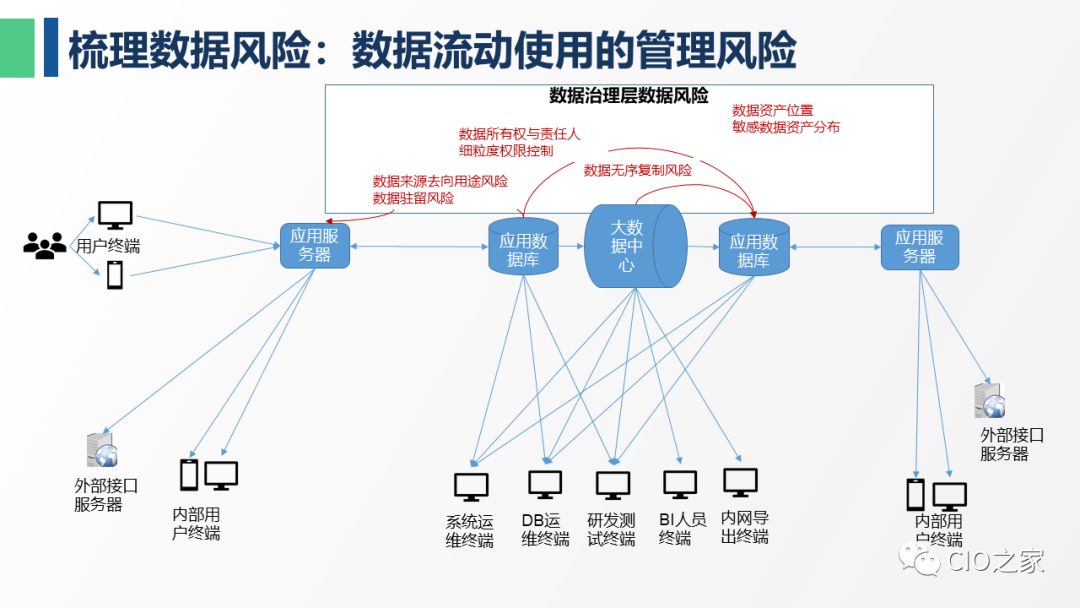 梳理数据风险：数据流动使用的管理风险
数据治理层数据风险
数据资产位置
敏感数据资产分布
数据所有权与责任人
细粒度权限控制
数据无序复制风险
数据来源去向用途风险
数据驻留风险
用户终端
应用服
务器
应用数
据库
大数
据中
心
应用数
据库
应用服
务器
外部接口
服务器
内部用
户终端
系统运
维终端
DB运
维终端
研发测
试终端
BI人员
终端
内网导
出终端
外部接口
服务器
内部用
户终端
CIO之家